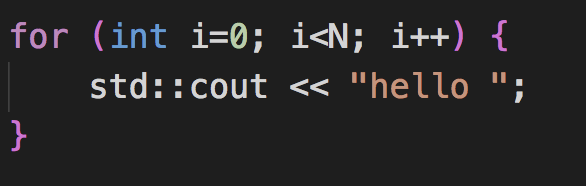 for (int i=0; i<N; i++) {
    std::cout << "hello ";
}